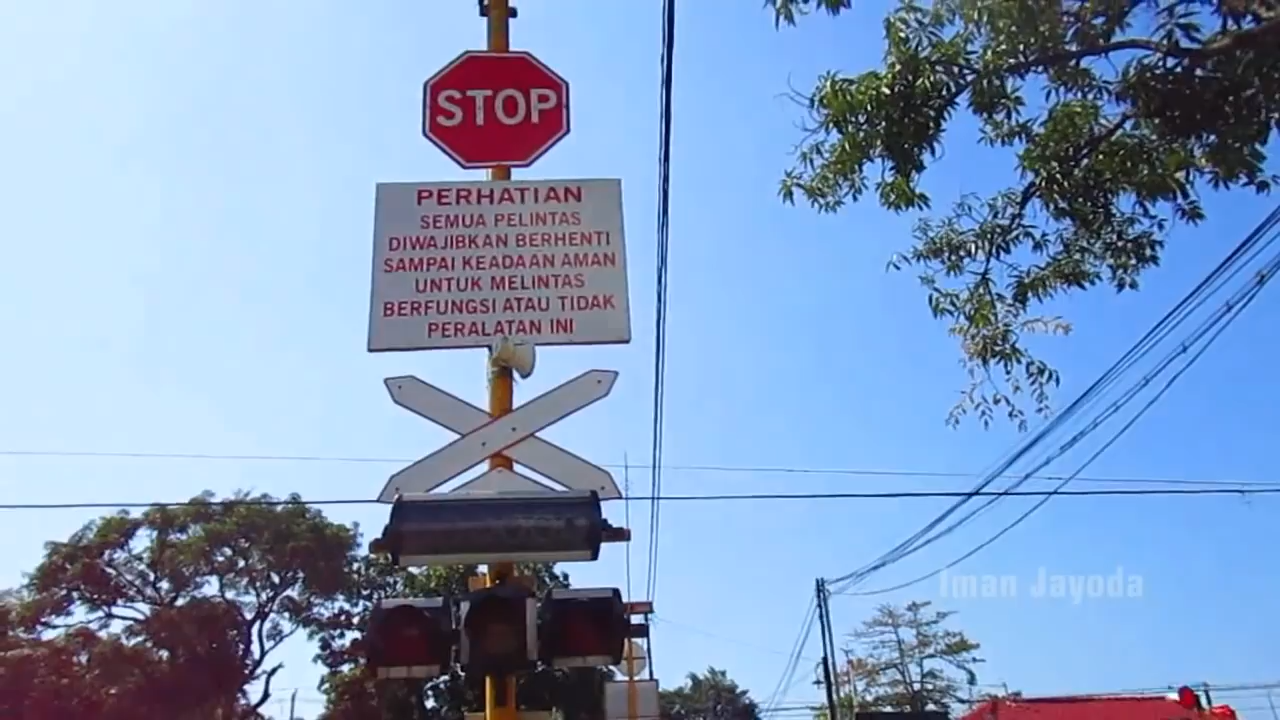 STOP
PERHATIAN
SEMUA PELINTAS
DIWAJIBKAN BERHENTI
SAMPAI KEADAAN AMAN
UNTUK MELINTAS
BERFUNGSI ATAU TIDAK
PERALATAN INI
Iman Jayoda